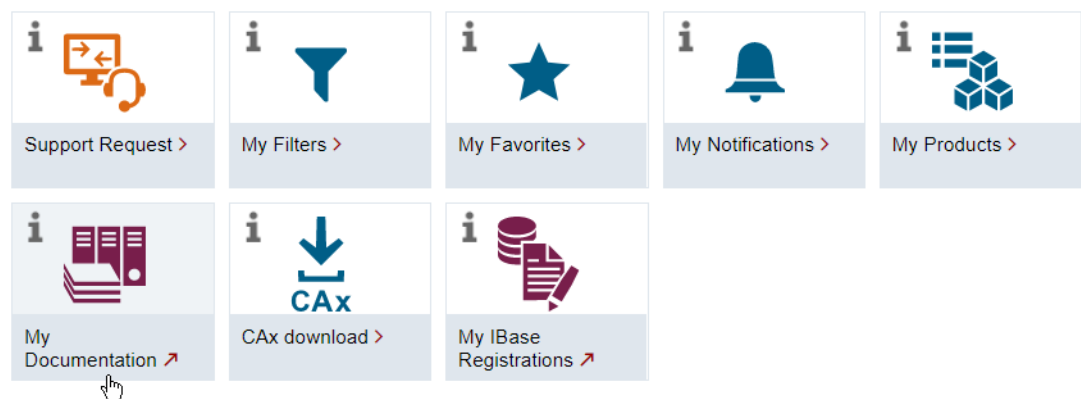 Support Request >
My Filters >
My Favorites >
My Notifications >
My Products >
My
Documentation ↗
CAx
CAx download >
My IBase
Registrations ↗